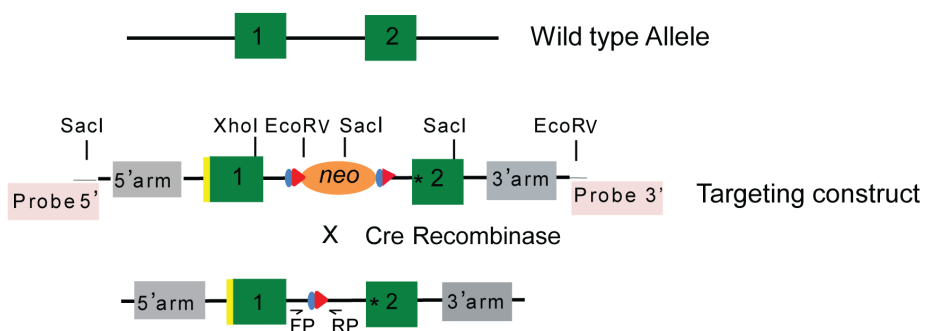 1 2 Wild type Allele
SacI XhoI EcoRV SacI SacI EcoRV
5'arm 1 neo *2 3'arm
Probe 5' Probe 3' Targeting construct
X Cre Recombinase
5'arm 1 *2 3'arm
FP RP